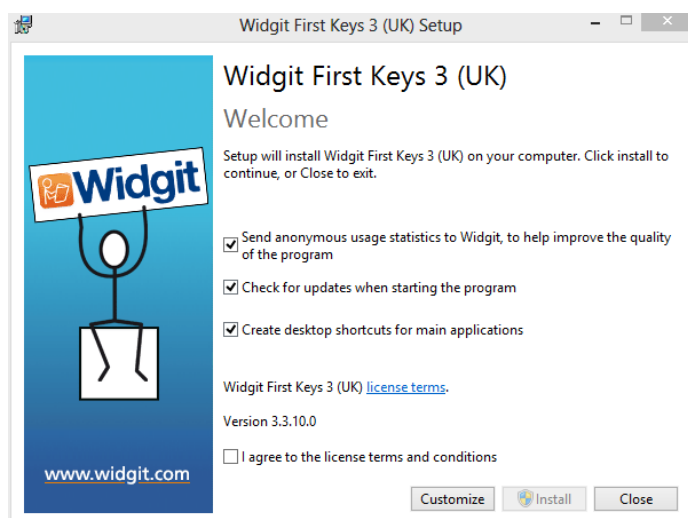 Widgit First Keys 3 (UK) Setup
Widgit First Keys 3 (UK)
Welcome
Setup will install Widgit First Keys 3 (UK) on your computer. Click install to
continue, or Close to exit.
Widgit
Send anonymous usage statistics to Widgit, to help improve the quality
of the program
Check for updates when starting the program
Create desktop shortcuts for main applications
Widgit First Keys 3 (UK) license terms.
Version 3.3.10.0
I agree to the license terms and conditions
www.widgit.com
Customize Install Close